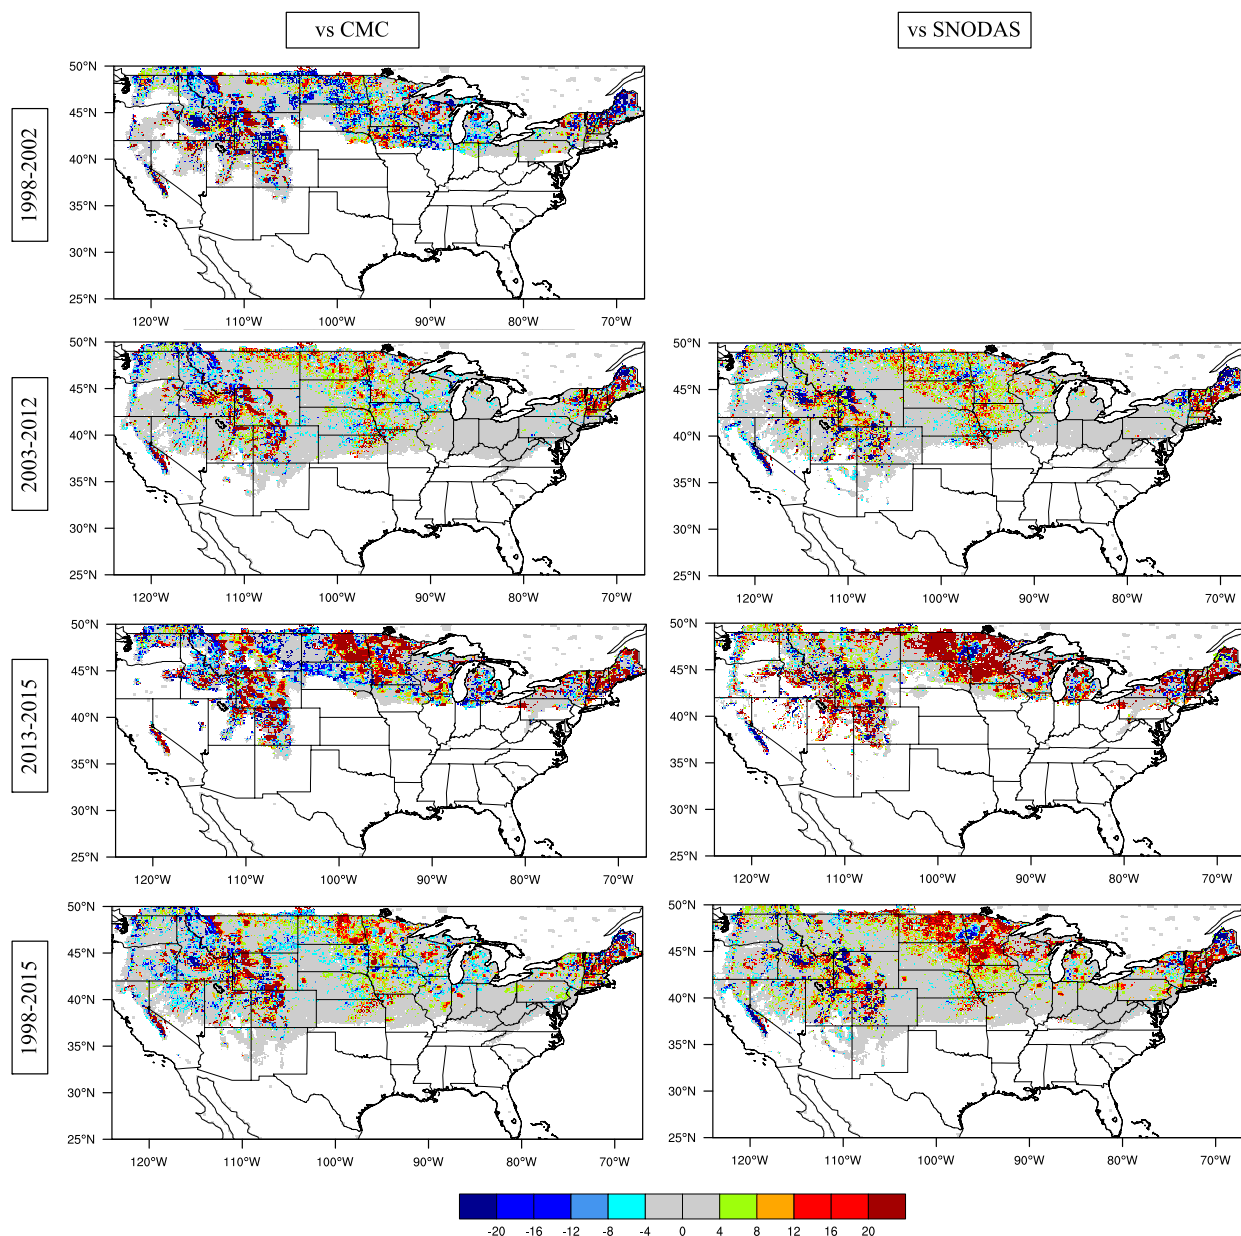 vs CMC
vs SNODAS
1998-2002
50°N
45°N
40°N
35°N
30°N
25°N
120°W 110°W 100°W 90°W 80°W 70°W
2003-2012
50°N 50°N
45°N 45°N
40°N 40°N
35°N 35°N
30°N 30°N
25°N 25°N
120°W 110°W 100°W 90°W 80°W 70°W 120°W 110°W 100°W 90°W 80°W 70°W
2013-2015
50°N 50°N
45°N 45°N
40°N 40°N
35°N 35°N
30°N 30°N
25°N 25°N
120°W 110°W 100°W 90°W 80°W 70°W 120°W 110°W 100°W 90°W 80°W 70°W
1998-2015
50°N 50°N
45°N 45°N
40°N 40°N
35°N 35°N
30°N 30°N
25°N 25°N
120°W 110°W 100°W 90°W 80°W 70°W 120°W 110°W 100°W 90°W 80°W 70°W
-20 -16 -12 -8 -4 0 4 8 12 16 20